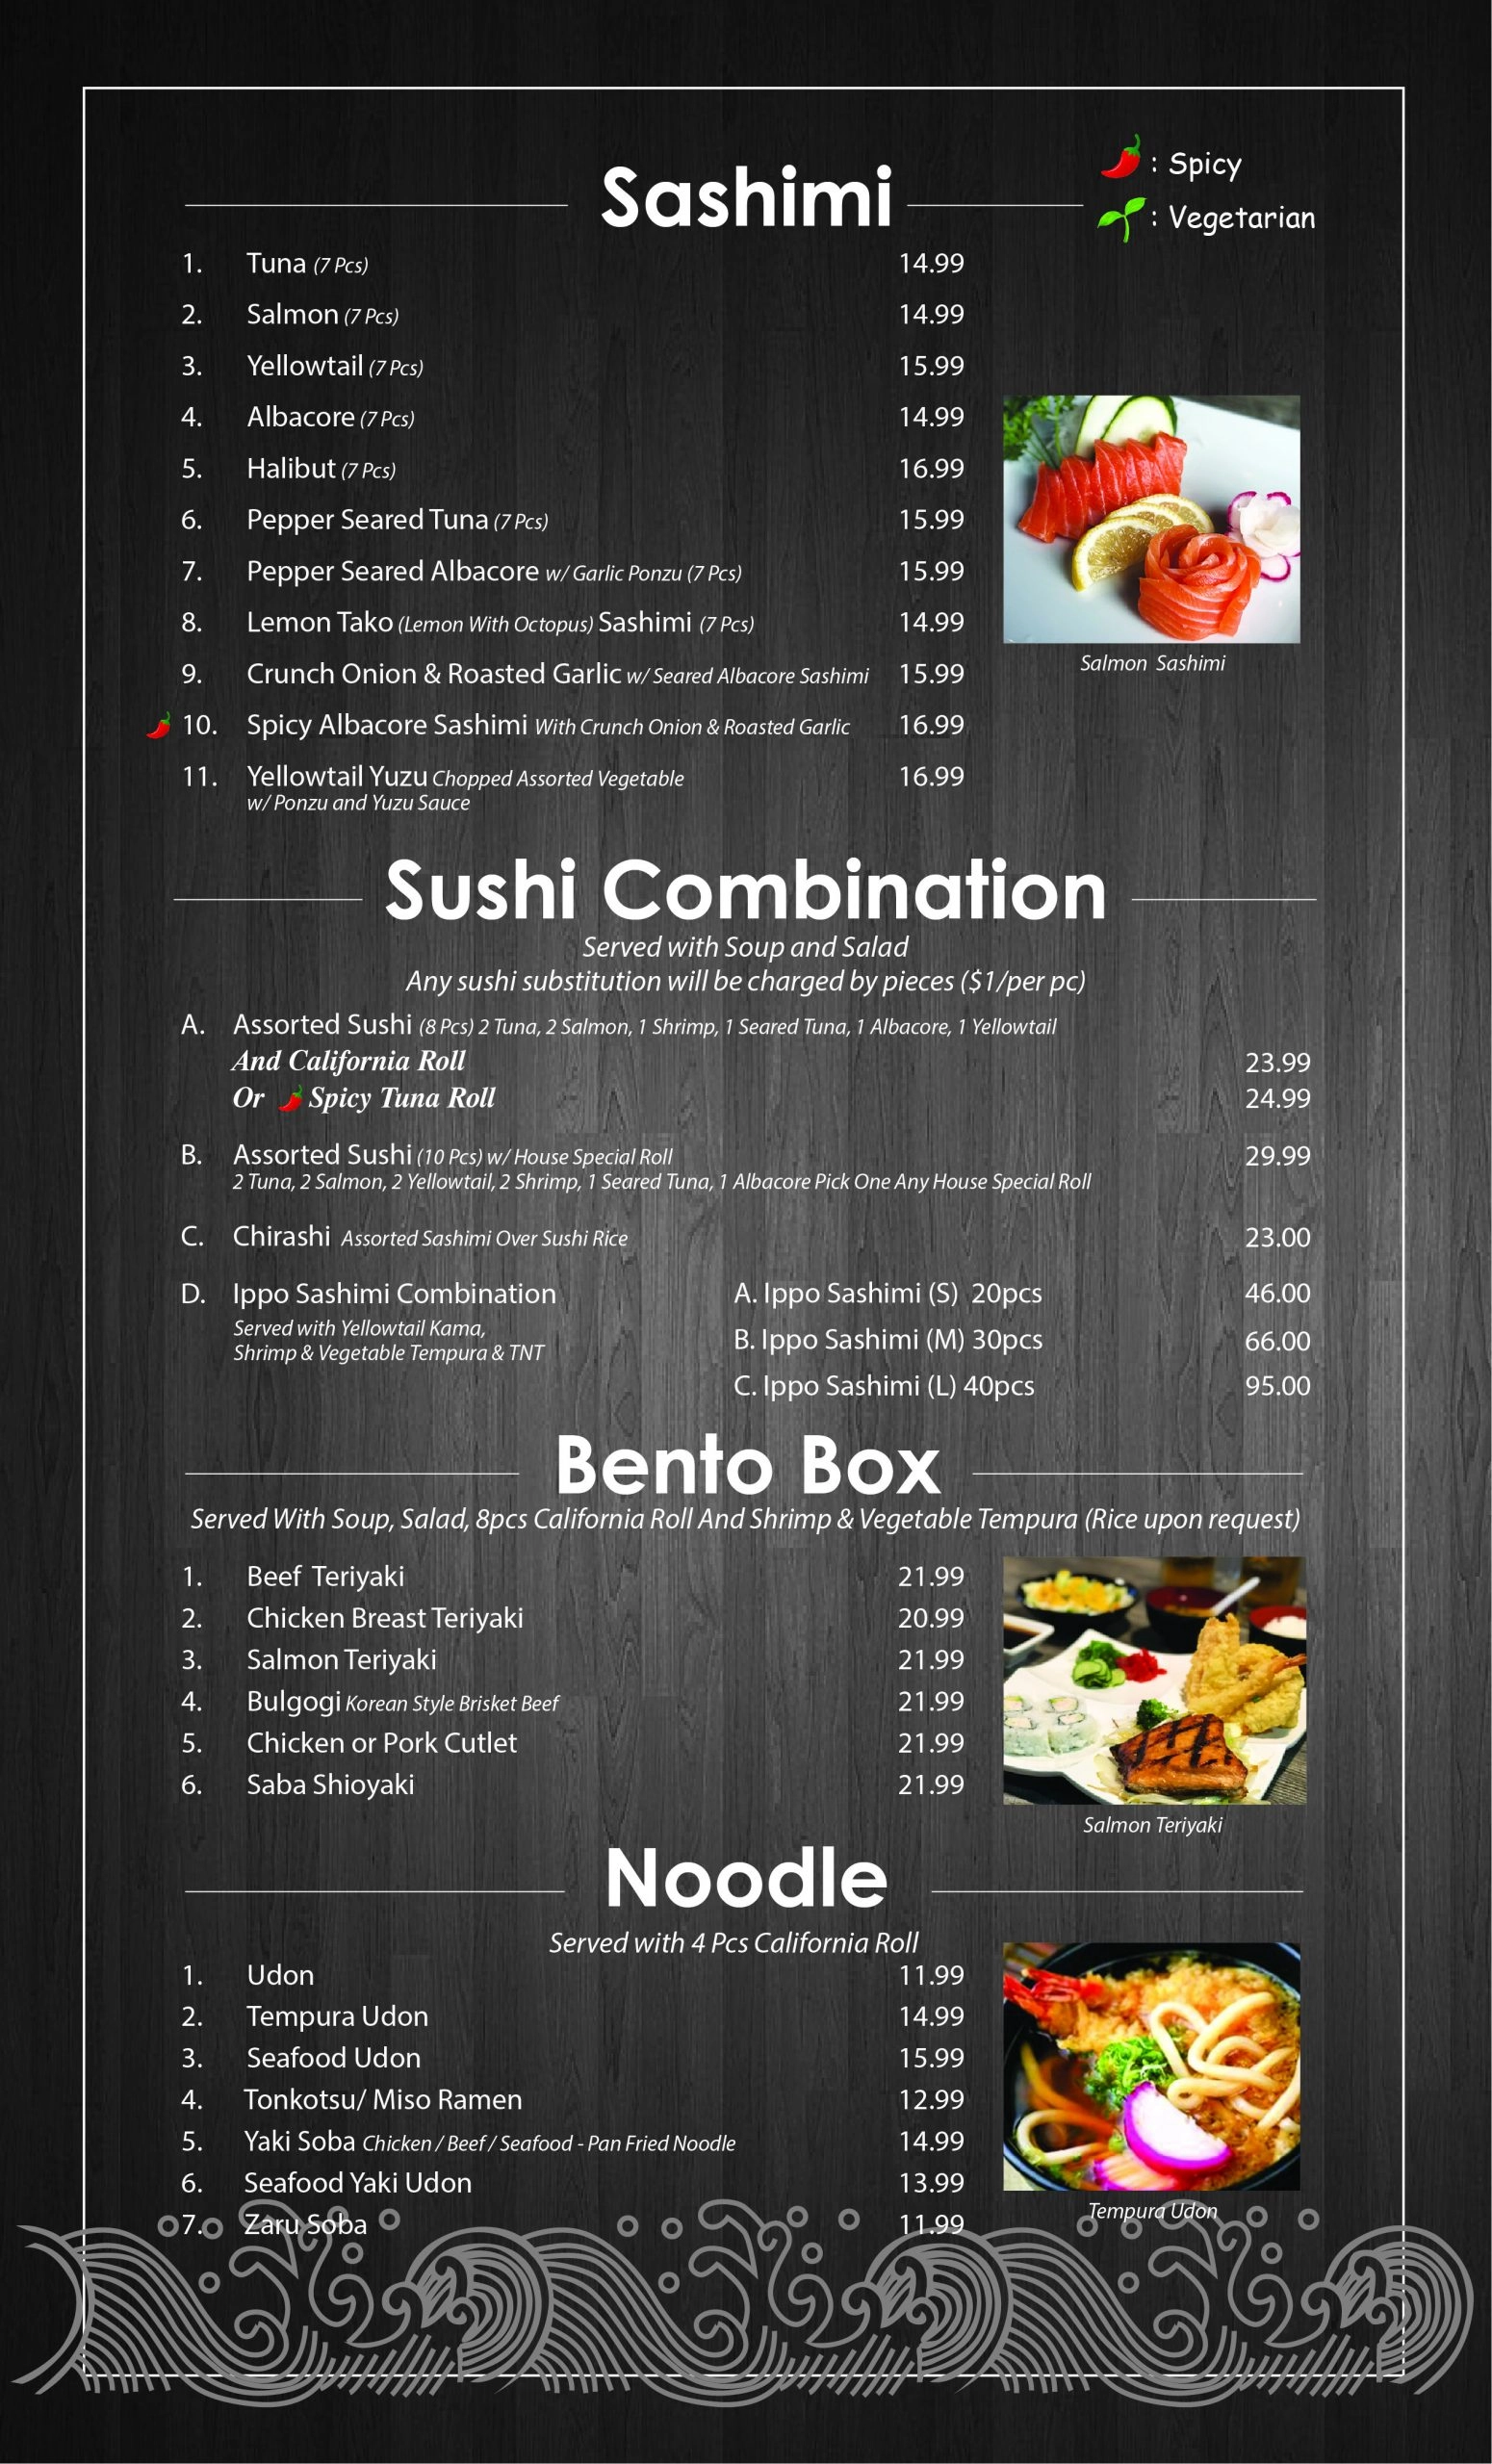 : Spicy
: Vegetarian
Sashimi
1. Tuna (7 Pcs) 14.99
2. Salmon (7 Pcs) 14.99
3. Yellowtail (7 Pcs) 15.99
4. Albacore (7 Pcs) 14.99
5. Halibut (7 Pcs) 16.99
6. Pepper Seared Tuna (7 Pcs) 15.99
7. Pepper Seared Albacore w/ Garlic Ponzu (7 Pcs) 15.99
8. Lemon Tako (Lemon With Octopus) Sashimi (7 Pcs) 14.99
9. Crunch Onion & Roasted Garlic w/ Seared Albacore Sashimi 15.99
10. Spicy Albacore Sashimi With Crunch Onion & Roasted Garlic 16.99
11. Yellowtail Yuzu Chopped Assorted Vegetable 16.99
w/ Ponzu and Yuzu Sauce
Salmon Sashimi
Sushi Combination
Served with Soup and Salad
Any sushi substitution will be charged by pieces ($1/per pc)
A. Assorted Sushi (8 Pcs) 2 Tuna, 2 Salmon, 1 Shrimp, 1 Seared Tuna, 1 Albacore, 1 Yellowtail
And California Roll 23.99
Or Spicy Tuna Roll 24.99
B. Assorted Sushi (10 Pcs) w/ House Special Roll 29.99
2 Tuna, 2 Salmon, 2 Yellowtail, 2 Shrimp, 1 Seared Tuna, 1 Albacore Pick One Any House Special Roll
C. Chirashi Assorted Sashimi Over Sushi Rice 23.00
D. Ippo Sashimi Combination
Served with Yellowtail Kama,
Shrimp & Vegetable Tempura & TNT
A. Ippo Sashimi (S) 20pcs 46.00
B. Ippo Sashimi (M) 30pcs 66.00
C. Ippo Sashimi (L) 40pcs 95.00
Bento Box
Served With Soup, Salad, 8pcs California Roll And Shrimp & Vegetable Tempura (Rice upon request)
1. Beef Teriyaki 21.99
2. Chicken Breast Teriyaki 20.99
3. Salmon Teriyaki 21.99
4. Bulgogi Korean Style Brisket Beef 21.99
5. Chicken or Pork Cutlet 21.99
6. Saba Shioyaki 21.99
Salmon Teriyaki
Noodle
Served with 4 Pcs California Roll
1. Udon 11.99
2. Tempura Udon 14.99
3. Seafood Udon 15.99
4. Tonkotsu/ Miso Ramen 12.99
5. Yaki Soba Chicken / Beef / Seafood - Pan Fried Noodle 14.99
6. Seafood Yaki Udon 13.99
7. Zaru Soba 11.99
Tempura Udon